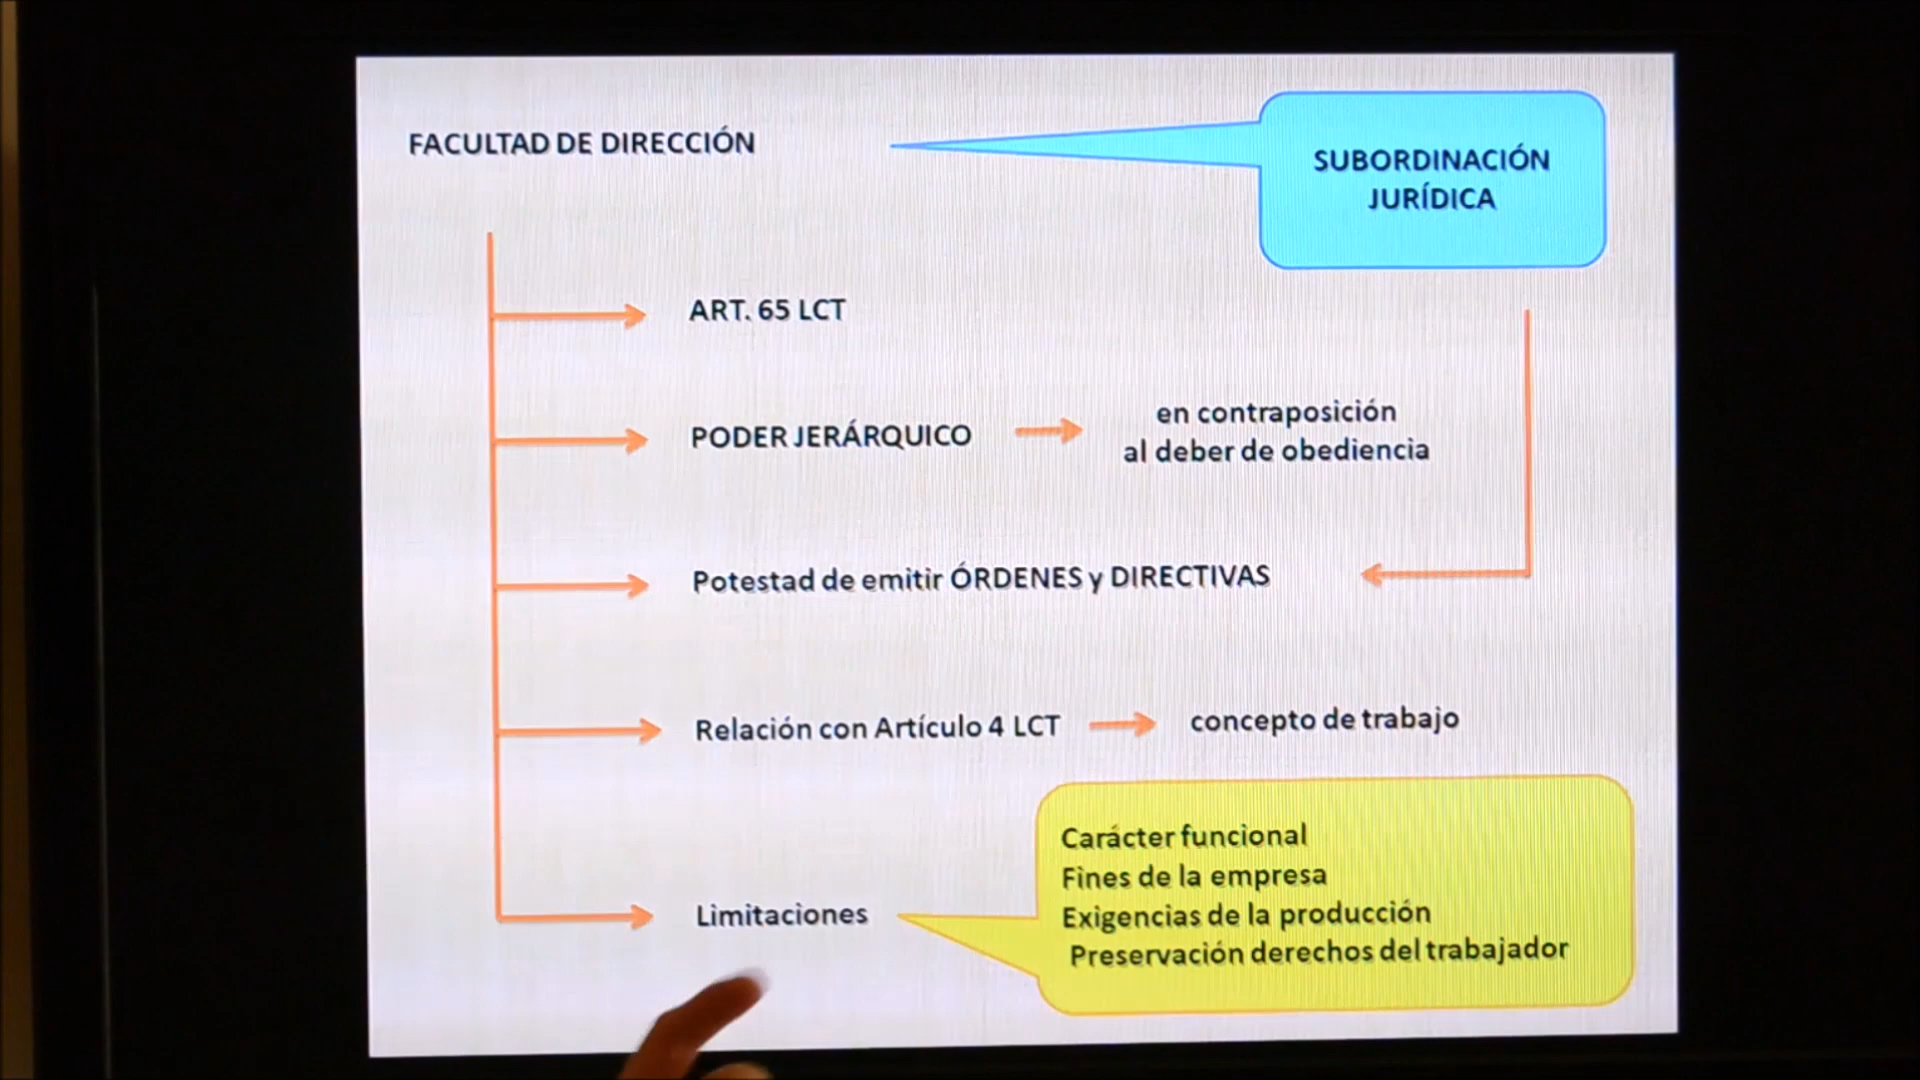 FACULTAD DE DIRECCIÓN
SUBORDINACIÓN
JURÍDICA
ART. 65 LCT
PODER JERÁRQUICO
en contraposición
al deber de obediencia
Potestad de emitir ÓRDENES y DIRECTIVAS
Relación con Artículo 4 LCT
concepto de trabajo
Limitaciones
Carácter funcional
Fines de la empresa
Exigencias de la producción
Preservación derechos del trabajador